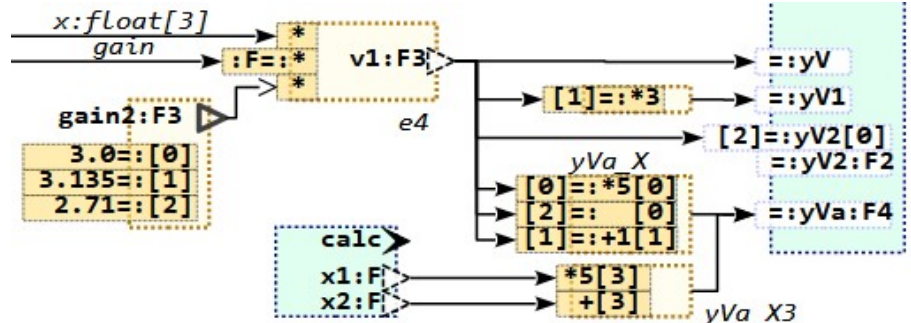 x:float[3]
gain
*
:F=:*
*
v1:F3
e4
gain2:F3
3.0=:[0]
3.135=:[1]
2.71=:[2]
=:yV
[1]=:*3
=:yV1
[2]=:yV2[0]
=:yV2:F2
yVa_X
[0]=:*5[0]
[2]=: [0]
[1]=:+1[1]
=:yVa:F4
calc
x1:F
x2:F
*5[3]
+[3]
yVa_X3